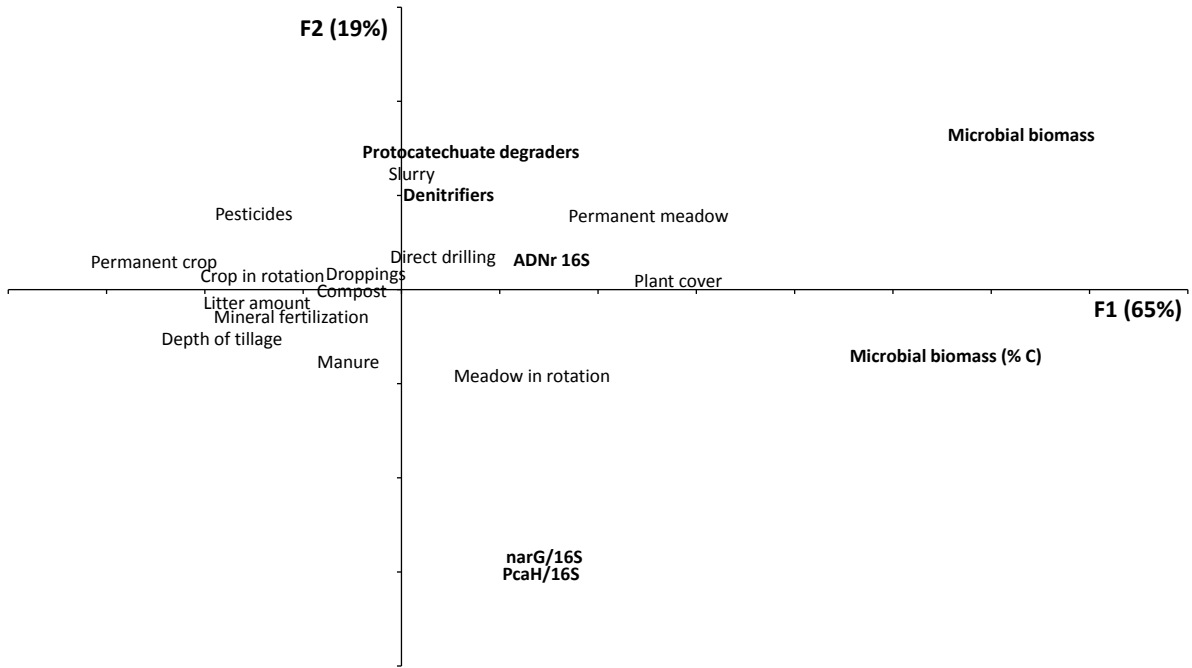 F2 (19%)
Microbial biomass
Protocatechuate degraders
Slurry
Denitrifiers
Pesticides
Permanent meadow
Direct drilling
ADNr 16S
Permanent crop
Crop in rotation
Droppings
Plant cover
Compost
Litter amount
F1 (65%)
Mineral fertilization
Depth of tillage
Microbial biomass (% C)
Manure
Meadow in rotation
narG/16S
PcaH/16S